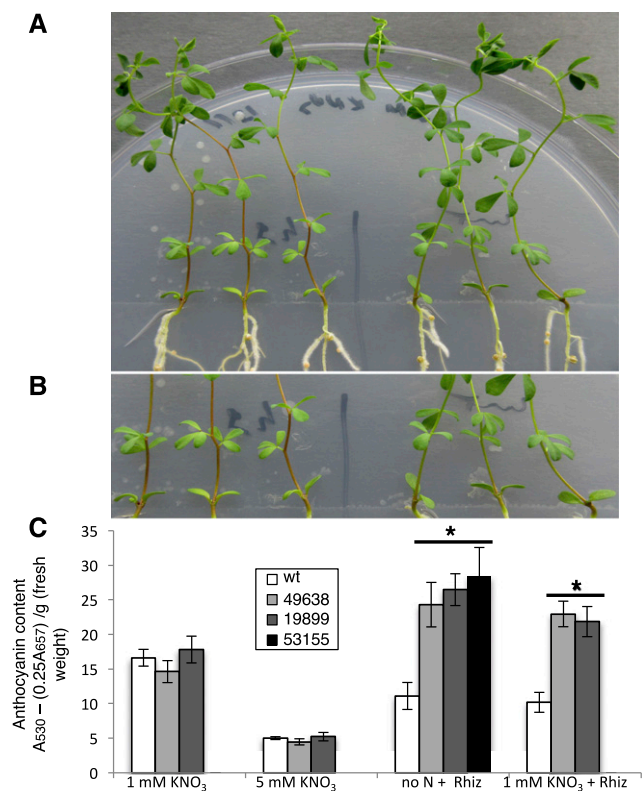 A
B
C
Anthocyanin content
A530 – (0.25A657) /g (fresh
weight)
35
30
25
20
15
10
5
0
wt
49638
19899
53155
*
*
1 mM KNO3
5 mM KNO3
no N + Rhiz
1 mM KNO3 + Rhiz